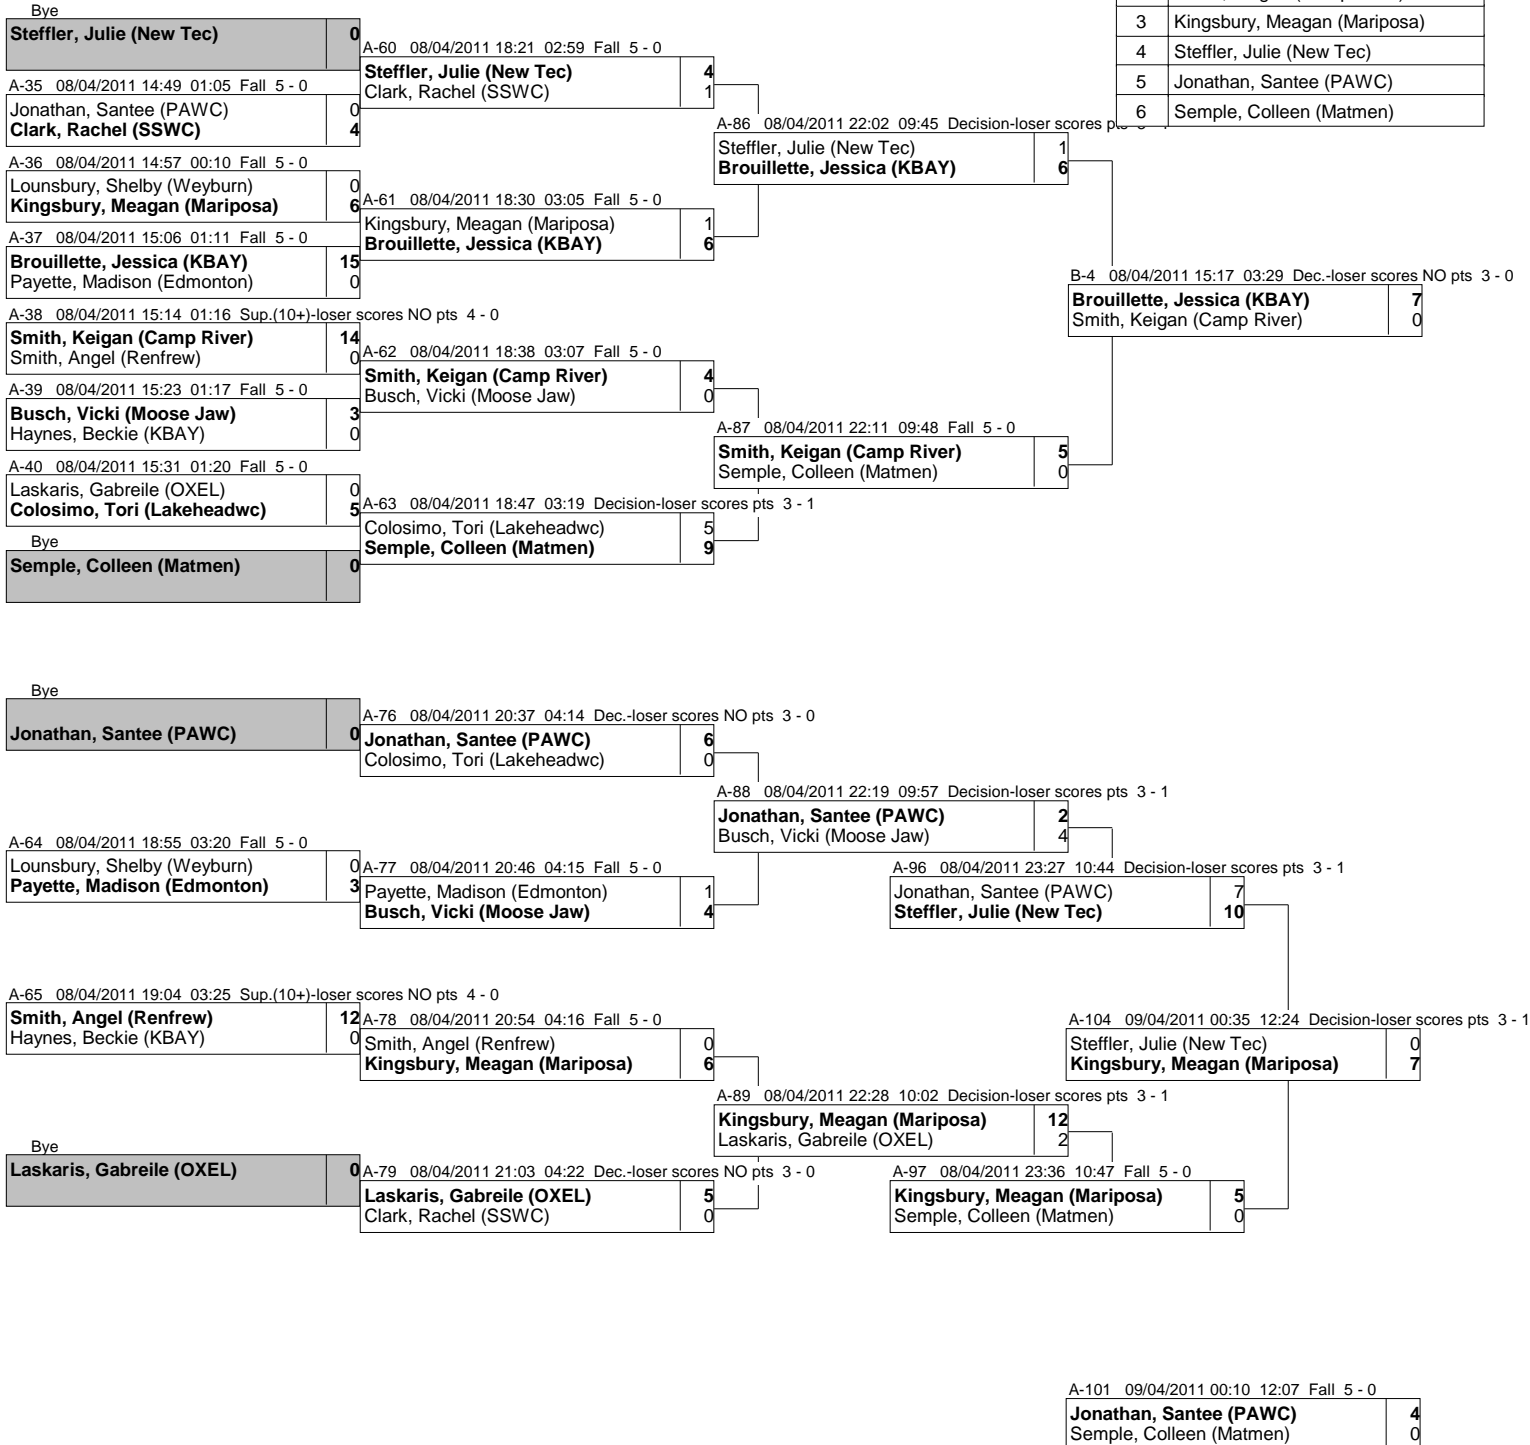 Bye
Steffler, Julie (New Tec) 0
A-35 08/04/2011 14:49 01:05 Fall 5 - 0
Jonathan, Santee (PAWC) 0
Clark, Rachel (SSWC) 4
A-36 08/04/2011 14:57 00:10 Fall 5 - 0
Lounsbury, Shelby (Weyburn) 0
Kingsbury, Meagan (Mariposa) 6
A-37 08/04/2011 15:06 01:11 Fall 5 - 0
Brouillette, Jessica (KBAY) 15
Payette, Madison (Edmonton) 0
A-38 08/04/2011 15:14 01:16 Sup.(10+)-loser scores NO pts 4 - 0
Smith, Keigan (Camp River) 14
Smith, Angel (Renfrew) 0
A-39 08/04/2011 15:23 01:17 Fall 5 - 0
Busch, Vicki (Moose Jaw) 3
Haynes, Beckie (KBAY) 0
A-40 08/04/2011 15:31 01:20 Fall 5 - 0
Laskaris, Gabreile (OXEL) 0
Colosimo, Tori (Lakeheadwc) 5
Bye
Semple, Colleen (Matmen) 0
A-60 08/04/2011 18:21 02:59 Fall 5 - 0
Steffler, Julie (New Tec) 4
Clark, Rachel (SSWC) 1
A-61 08/04/2011 18:30 03:05 Fall 5 - 0
Kingsbury, Meagan (Mariposa) 1
Brouillette, Jessica (KBAY) 6
A-62 08/04/2011 18:38 03:07 Fall 5 - 0
Smith, Keigan (Camp River) 4
Busch, Vicki (Moose Jaw) 0
A-63 08/04/2011 18:47 03:19 Decision-loser scores pts 3 - 1
Colosimo, Tori (Lakeheadwc) 5
Semple, Colleen (Matmen) 9
A-86 08/04/2011 22:02 09:45 Decision-loser scores
Steffler, Julie (New Tec) 1
Brouillette, Jessica (KBAY) 6
A-87 08/04/2011 22:11 09:48 Fall 5 - 0
Smith, Keigan (Camp River) 5
Semple, Colleen (Matmen) 0
B-4 08/04/2011 15:17 03:29 Dec.-loser scores NO pts 3 - 0
Brouillette, Jessica (KBAY) 7
Smith, Keigan (Camp River) 0
3 Kingsbury, Meagan (Mariposa)
4 Steffler, Julie (New Tec)
5 Jonathan, Santee (PAWC)
6 Semple, Colleen (Matmen)
Bye
Jonathan, Santee (PAWC) 0
A-64 08/04/2011 18:55 03:20 Fall 5 - 0
Lounsbury, Shelby (Weyburn) 0
Payette, Madison (Edmonton) 3
A-65 08/04/2011 19:04 03:25 Sup.(10+)-loser scores NO pts 4 - 0
Smith, Angel (Renfrew) 12
Haynes, Beckie (KBAY) 0
Bye
Laskaris, Gabreile (OXEL) 0
A-76 08/04/2011 20:37 04:14 Dec.-loser scores NO pts 3 - 0
Jonathan, Santee (PAWC) 6
Colosimo, Tori (Lakeheadwc) 0
A-77 08/04/2011 20:46 04:15 Fall 5 - 0
Payette, Madison (Edmonton) 1
Busch, Vicki (Moose Jaw) 4
A-78 08/04/2011 20:54 04:16 Fall 5 - 0
Smith, Angel (Renfrew) 0
Kingsbury, Meagan (Mariposa) 6
A-79 08/04/2011 21:03 04:22 Dec.-loser scores NO pts 3 - 0
Laskaris, Gabreile (OXEL) 5
Clark, Rachel (SSWC) 0
A-88 08/04/2011 22:19 09:57 Decision-loser scores pts 3 - 1
Jonathan, Santee (PAWC) 2
Busch, Vicki (Moose Jaw) 4
A-89 08/04/2011 22:28 10:02 Decision-loser scores pts 3 - 1
Kingsbury, Meagan (Mariposa) 12
Laskaris, Gabreile (OXEL) 2
A-96 08/04/2011 23:27 10:44 Decision-loser scores pts 3 - 1
Jonathan, Santee (PAWC) 7
Steffler, Julie (New Tec) 10
A-97 08/04/2011 23:36 10:47 Fall 5 - 0
Kingsbury, Meagan (Mariposa) 5
Semple, Colleen (Matmen) 0
A-104 09/04/2011 00:35 12:24 Decision-loser scores pts 3 - 1
Steffler, Julie (New Tec) 0
Kingsbury, Meagan (Mariposa) 7
A-101 09/04/2011 00:10 12:07 Fall 5 - 0
Jonathan, Santee (PAWC) 4
Semple, Colleen (Matmen) 0